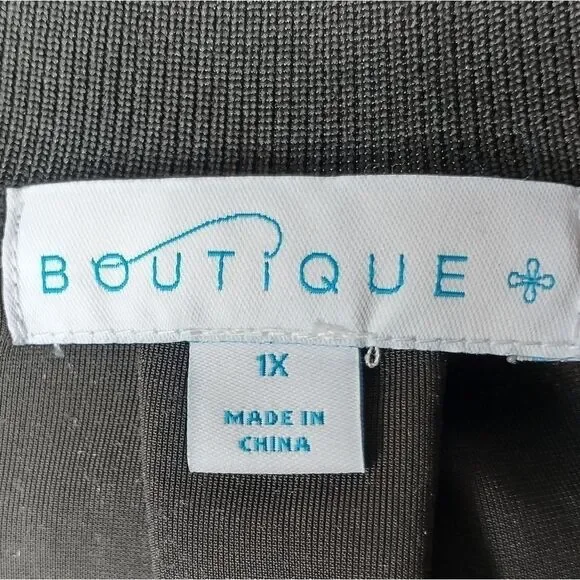 BOUTiQUE +
1X
MADE IN
CHINA